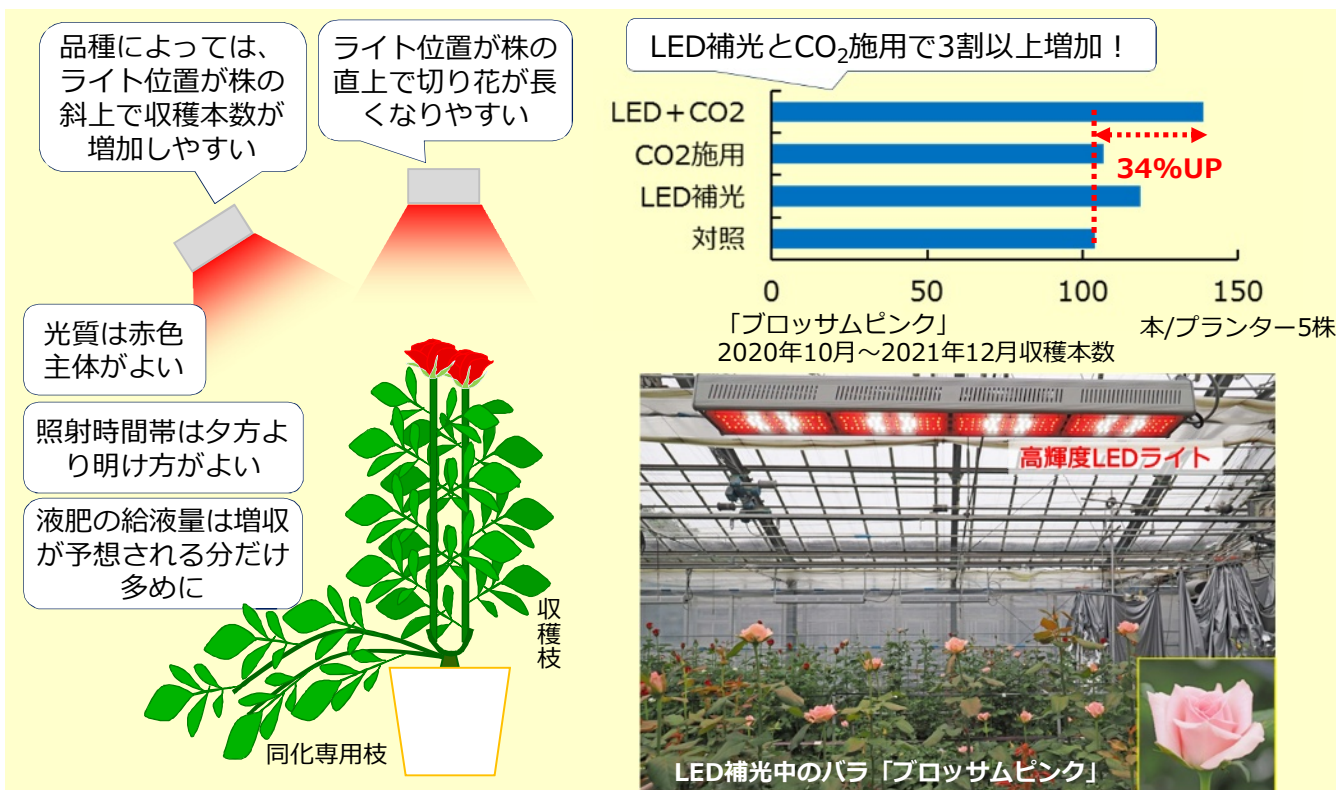 品種によっては、
ライト位置が株の
斜上で収穫本数が
増加しやすい
ライト位置が株の
直上で切り花が長
くなりやすい
光質は赤色
主体がよい
照射時間帯は夕方よ
り明け方がよい
液肥の給液量は増収
が予想される分だけ
多めに
収穫枝
同化専用枝
LED補光とCO₂施用で3割以上増加！
LED+CO2
CO2施用
LED補光
対照
34%UP
0 50 100 150
本/プランター5株
「ブロッサムピンク」
2020年10月～2021年12月収穫本数
高輝度LEDライト
LED補光中のバラ「ブロッサムピンク」